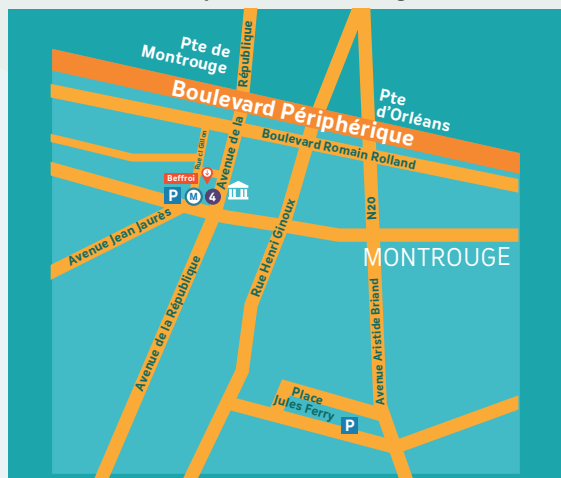 Pte de
Montrouge
République
Pte
d'Orléans
Boulevard Périphérique
Boulevard Romain Rolland
Avenue de la
Beffroi
P
M
4
N20
Avenue Jean Jaurès
Rue Henri Ginoux
MONTROUGE
Avenue de la République
Avenue Aristide Briand
Place
Jules Ferry
P